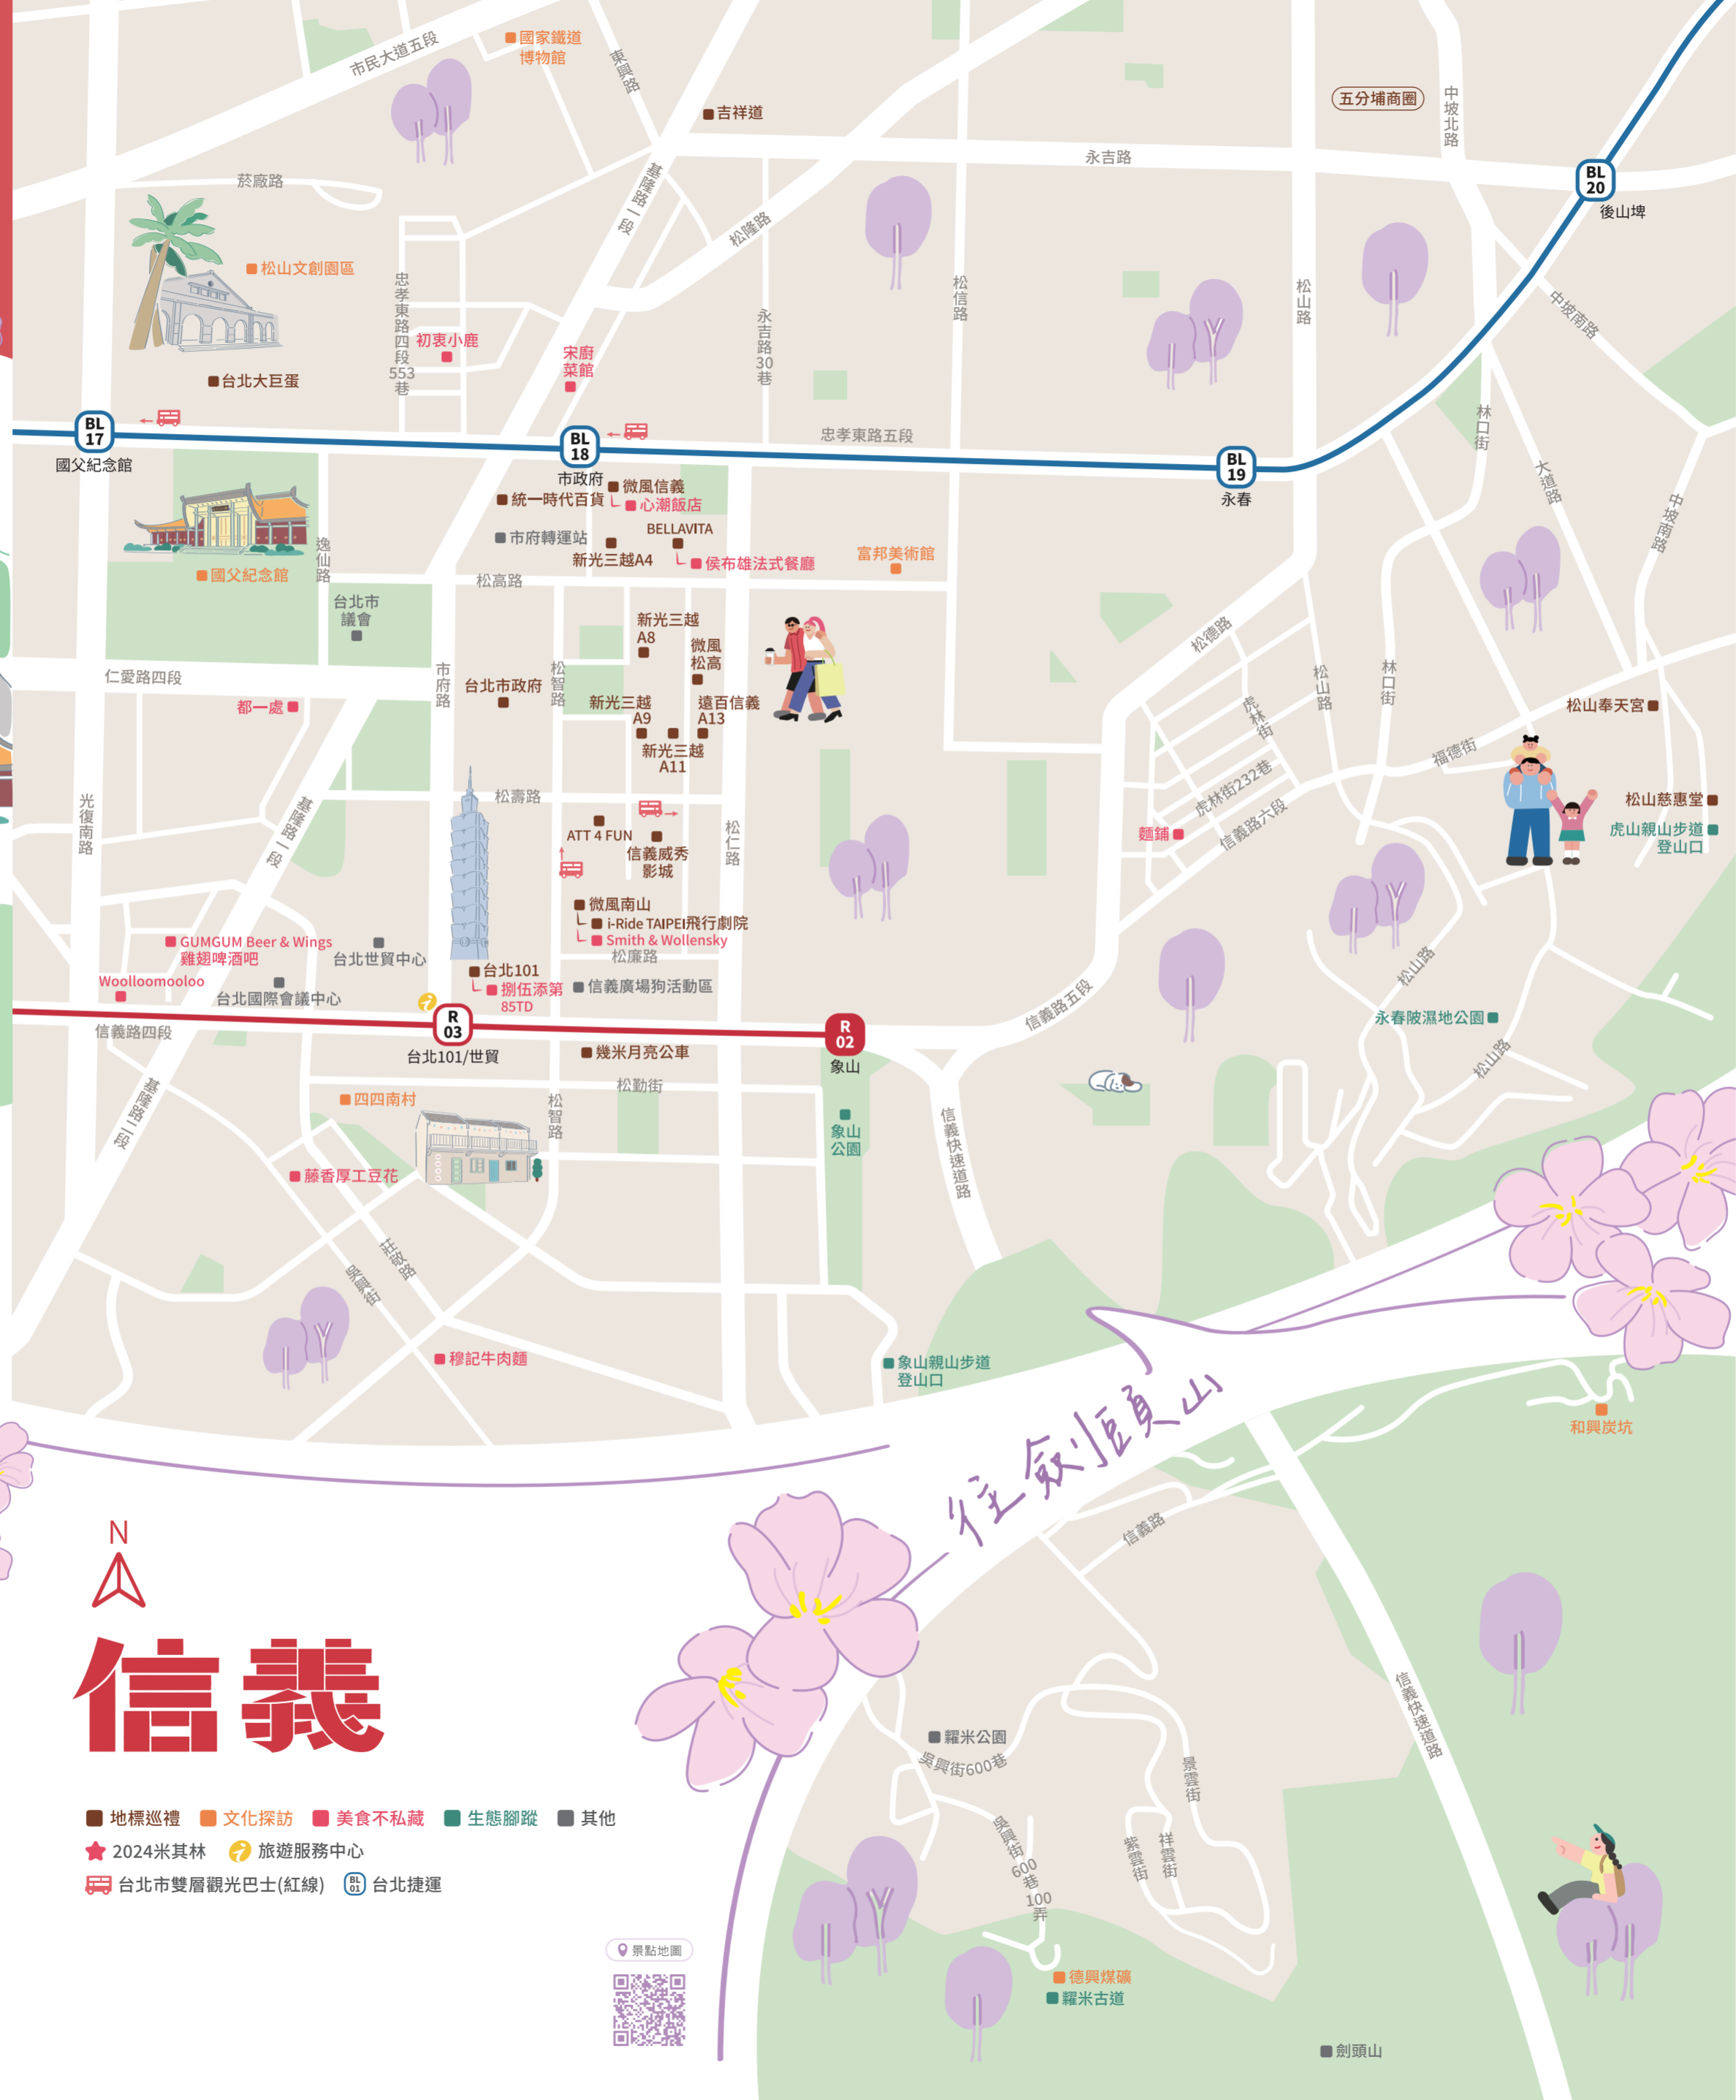 市民大道五段
國家鐵道
博物館
東興路
吉祥道
五分埔商圈
中坡北路
永吉路
BL
20
後山埤
菸廠路
基隆路一段
松隆路
松山文創園區
忠孝東路四段553巷
初衷小鹿
宋廚
菜館
永吉路30巷
松信路
松山路
中坡南路
台北大巨蛋
BL
17
國父紀念館
BL
18
市政府
忠孝東路五段
BL
19
永春
林口街
大道路
中坡南路
統一時代百貨
微風信義
心潮飯店
市府轉運站
BELLAVITA
新光三越A4
侯布雄法式餐廳
富邦美術館
國父紀念館
逸仙路
松高路
台北市
議會
新光三越
A8
微風
松高
松德路
仁愛路四段
市府路
松智路
台北市政府
都一處
新光三越
A9
遠百信義
A13
新光三越
A11
虎林街
松山路
林口街
松山奉天宮
福德街
虎林街232巷
信義路六段
麵鋪
松山慈惠堂
虎山親山步道
登山口
光復南路
基隆路一段
松壽路
ATT 4 FUN
信義威秀
影城
松仁路
微風南山
i-Ride TAIPEI飛行劇院
Smith & Wollensky
松廉路
GUMGUM Beer & Wings
雞翅啤酒吧
台北世貿中心
Woolloomooloo
台北國際會議中心
台北101
捌伍添第
85TD
信義廣場狗活動區
信義路五段
松山路
永春陂濕地公園
松山路
信義路四段
R
03
台北101/世貿
幾米月亮公車
R
02
象山
松勤街
基隆路二段
四四南村
松智路
象山
公園
信義快速道路
藤香厚工豆花
莊敬路
吳興街
穆記牛肉麵
象山親山步道
登山口
往劍頭山
和興炭坑
信義路
N
信義
信義快速道路
糶米公園
吳興街600巷
景雲街
吳興街600巷100弄
紫雲街
祥雲街
地標巡禮
文化探訪
美食不私藏
生態腳蹤
其他
2024米其林
旅遊服務中心
台北市雙層觀光巴士(紅線)
BL
01
台北捷運
景點地圖
德興煤礦
糶米古道
劍頭山